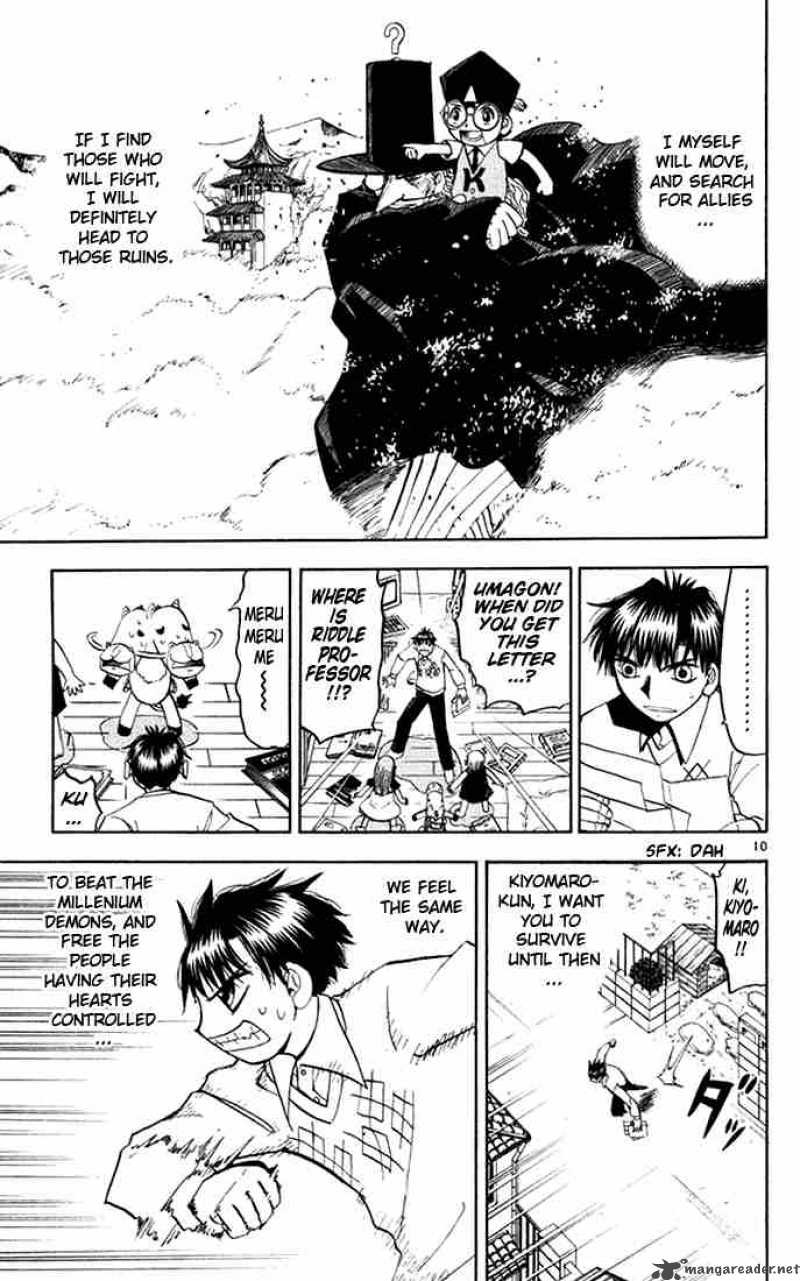 I MYSELF
WILL MOVE,
AND SEARCH
FOR ALLIES
...
?
K
IF I FIND
THOSE WHO
WILL FIGHT,
I WILL
DEFINITELY
HEAD TO
THOSE RUINS.
.........
.........
UMAGON!
WHEN DID
YOU GET
THIS
LETTER
...?
WHERE
IS
RIDDLE
PRO-
FESSOR
!!?
MERU
MERU
ME
KU
...
10
SFX: DAH
KI,
KIYO-
MARO
!!
ダッ
KIYOMARO-
KUN, I WANT
YOU TO
SURVIVE
UNTIL THEN
...
WE FEEL
THE SAME
WAY.
TO BEAT THE
MILLENIUM
DEMONS, AND
FREE THE
PEOPLE
HAVING THEIR
HEARTS
CONTROLLED
...
mangareader.net